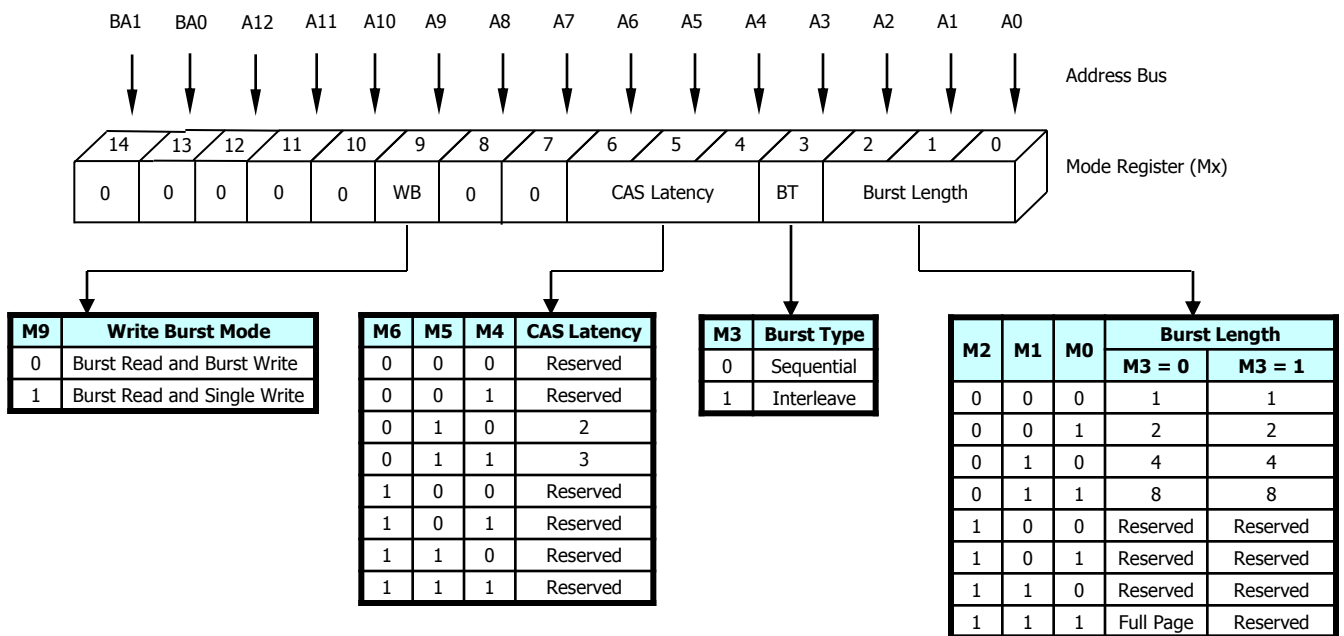 BA1 BA0 A12 A11 A10 A9 A8 A7 A6 A5 A4 A3 A2 A1 A0
Address Bus
14 13 12 11 10 9 8 7 6 5 4 3 2 1 0
Mode Register (Mx)
0 0 0 0 0 WB 0 0 CAS Latency BT Burst Length
M9 Write Burst Mode
0 Burst Read and Burst Write
1 Burst Read and Single Write
M6 M5 M4 CAS Latency
0 0 0 Reserved
0 0 1 Reserved
0 1 0 2
0 1 1 3
1 0 0 Reserved
1 0 1 Reserved
1 1 0 Reserved
1 1 1 Reserved
M3 Burst Type
0 Sequential
1 Interleave
M2 M1 M0 Burst Length
M3 = 0 M3 = 1
0 0 0 1 1
0 0 1 2 2
0 1 0 4 4
0 1 1 8 8
1 0 0 Reserved Reserved
1 0 1 Reserved Reserved
1 1 0 Reserved Reserved
1 1 1 Full Page Reserved